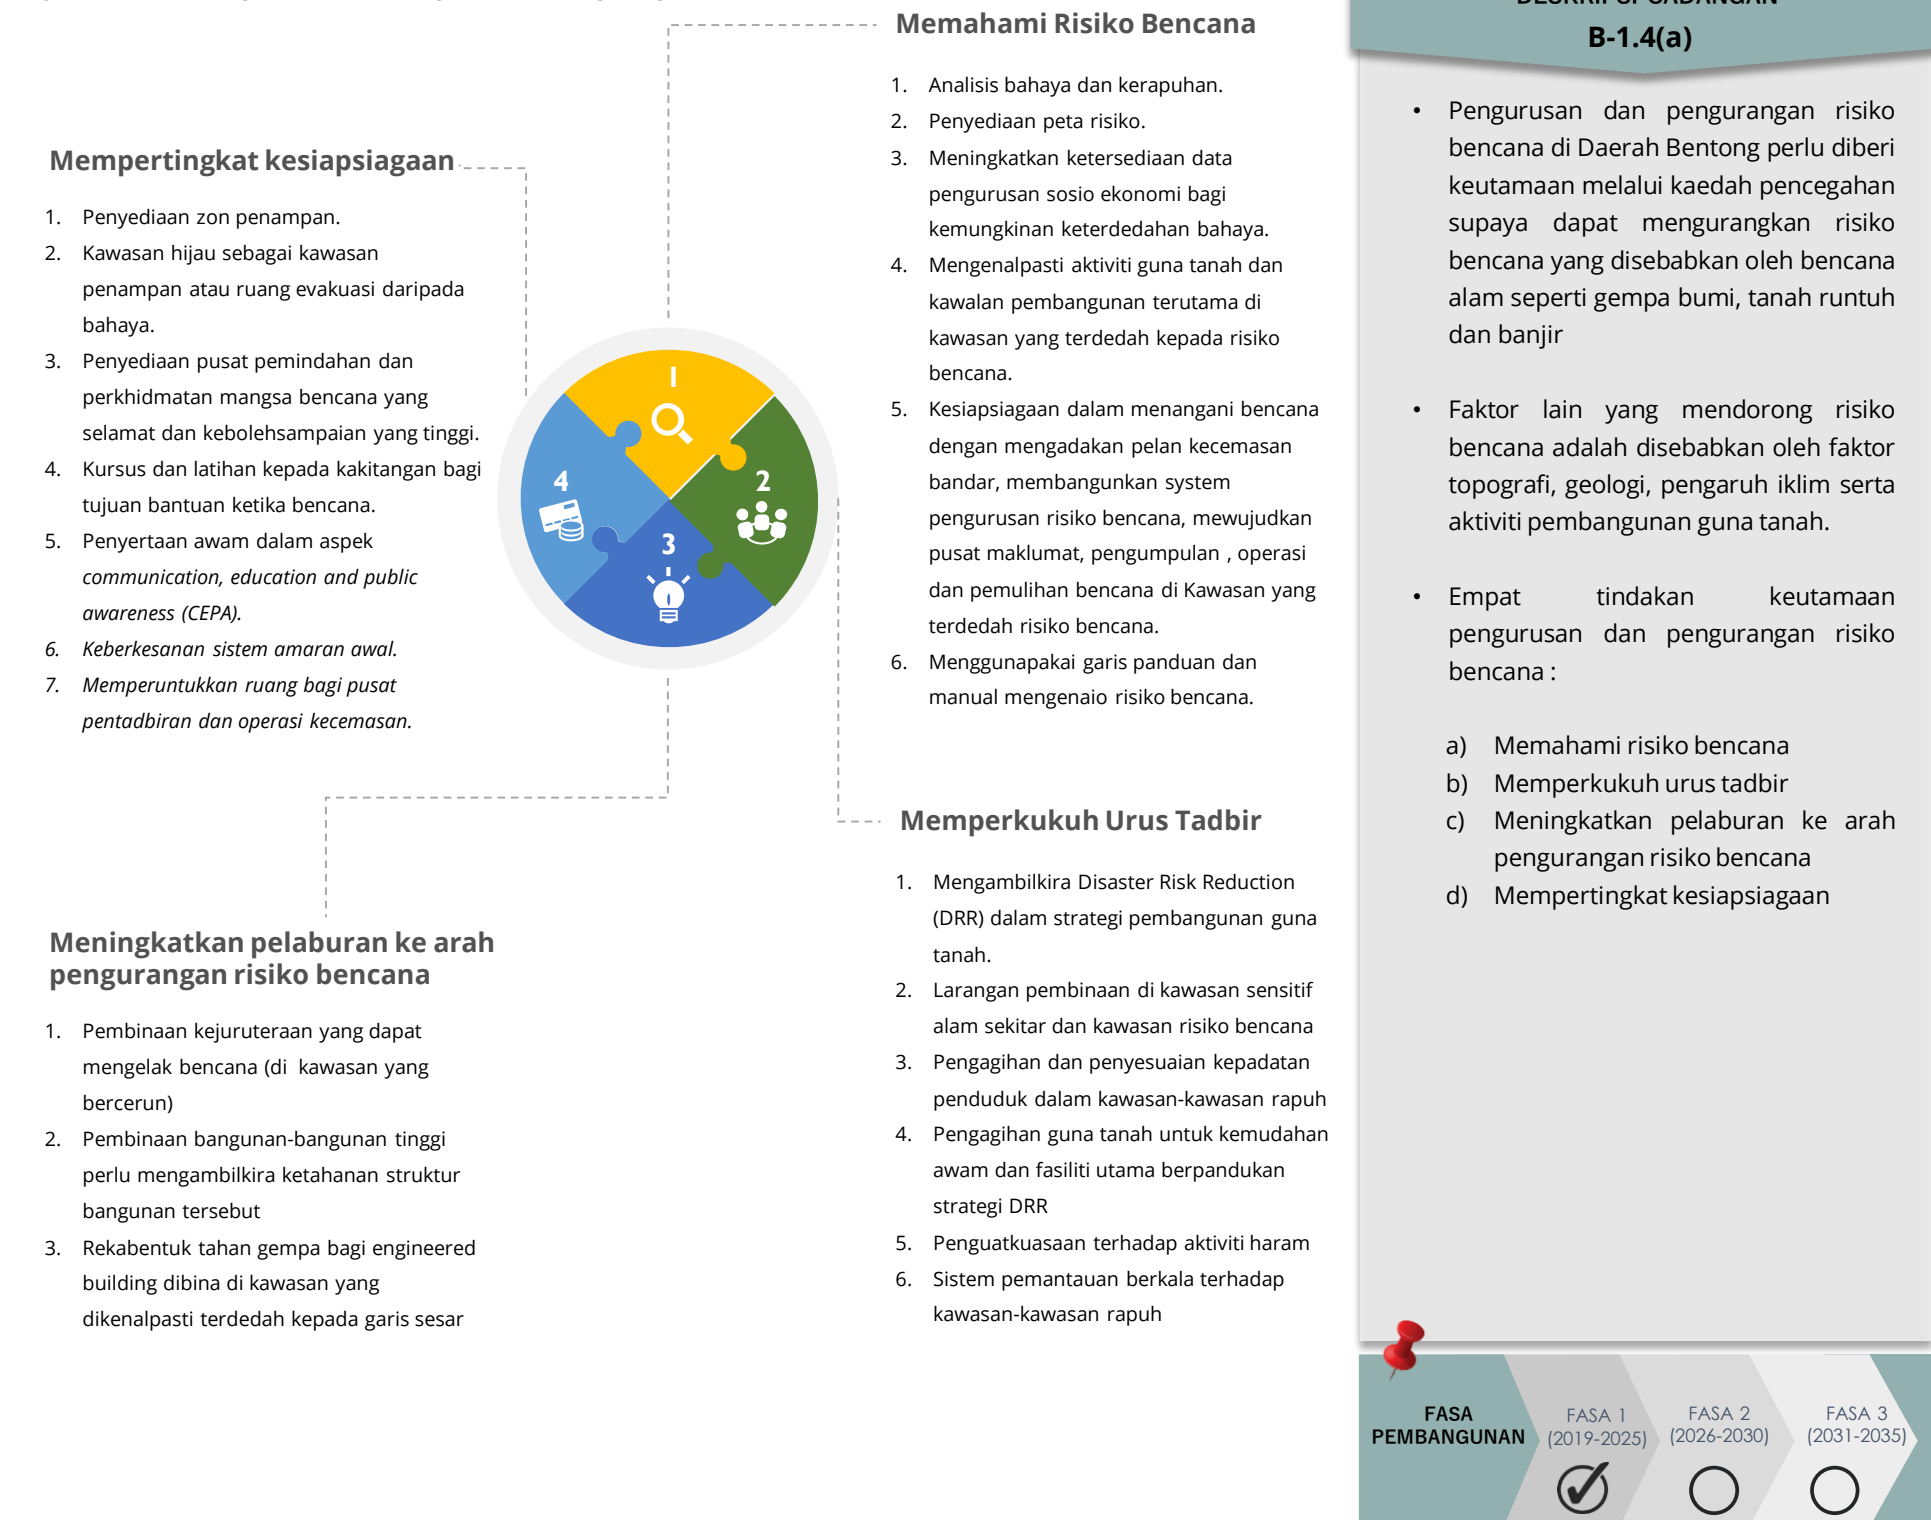 Memahami Risiko Bencana
1. Analisis bahaya dan kerapuhan.
2. Penyediaan peta risiko.
3. Meningkatkan ketersediaan data
pengurusan sosio ekonomi bagi
kemungkinan keterdedahan bahaya.
4. Mengenalpasti aktiviti guna tanah dan
kawalan pembangunan terutama di
kawasan yang terdedah kepada risiko
bencana.
5. Kesiapsiagaan dalam menangani bencana
dengan mengadakan pelan kecemasan
bandar, membangunkan system
pengurusan risiko bencana, mewujudkan
pusat maklumat, pengumpulan , operasi
dan pemulihan bencana di Kawasan yang
terdedah risiko bencana.
6. Menggunapakai garis panduan dan
manual mengenaio risiko bencana.
Mempertingkat kesiapsiagaan
1. Penyediaan zon penampan.
2. Kawasan hijau sebagai kawasan
penampan atau ruang evakuasi daripada
bahaya.
3. Penyediaan pusat pemindahan dan
perkhidmatan mangsa bencana yang
selamat dan kebolehsampaian yang tinggi.
4. Kursus dan latihan kepada kakitangan bagi
tujuan bantuan ketika bencana.
5. Penyertaan awam dalam aspek
communication, education and public
awareness (CEPA).
6. Keberkesanan sistem amaran awal.
7. Memperuntukkan ruang bagi pusat
pentadbiran dan operasi kecemasan.
1
2
3
4
Memperkukuh Urus Tadbir
1. Mengambilkira Disaster Risk Reduction
(DRR) dalam strategi pembangunan guna
tanah.
2. Larangan pembinaan di kawasan sensitif
alam sekitar dan kawasan risiko bencana
3. Pengagihan dan penyesuaian kepadatan
penduduk dalam kawasan-kawasan rapuh
4. Pengagihan guna tanah untuk kemudahan
awam dan fasiliti utama berpandukan
strategi DRR
5. Penguatkuasaan terhadap aktiviti haram
6. Sistem pemantauan berkala terhadap
kawasan-kawasan rapuh
Meningkatkan pelaburan ke arah
pengurangan risiko bencana
1. Pembinaan kejuruteraan yang dapat
mengelak bencana (di kawasan yang
bercerun)
2. Pembinaan bangunan-bangunan tinggi
perlu mengambilkira ketahanan struktur
bangunan tersebut
3. Rekabentuk tahan gempa bagi engineered
building dibina di kawasan yang
dikenalpasti terdedah kepada garis sesar
B-1.4(a)
• Pengurusan dan pengurangan risiko
bencana di Daerah Bentong perlu diberi
keutamaan melalui kaedah pencegahan
supaya dapat mengurangkan risiko
bencana yang disebabkan oleh bencana
alam seperti gempa bumi, tanah runtuh
dan banjir
• Faktor lain yang mendorong risiko
bencana adalah disebabkan oleh faktor
topografi, geologi, pengaruh iklim serta
aktiviti pembangunan guna tanah.
• Empat tindakan keutamaan
pengurusan dan pengurangan risiko
bencana :
a) Memahami risiko bencana
b) Memperkukuh urus tadbir
c) Meningkatkan pelaburan ke arah
pengurangan risiko bencana
d) Mempertingkat kesiapsiagaan
FASA
PEMBANGUNAN
FASA 1
(2019-2025)
FASA 2
(2026-2030)
FASA 3
(2031-2035)